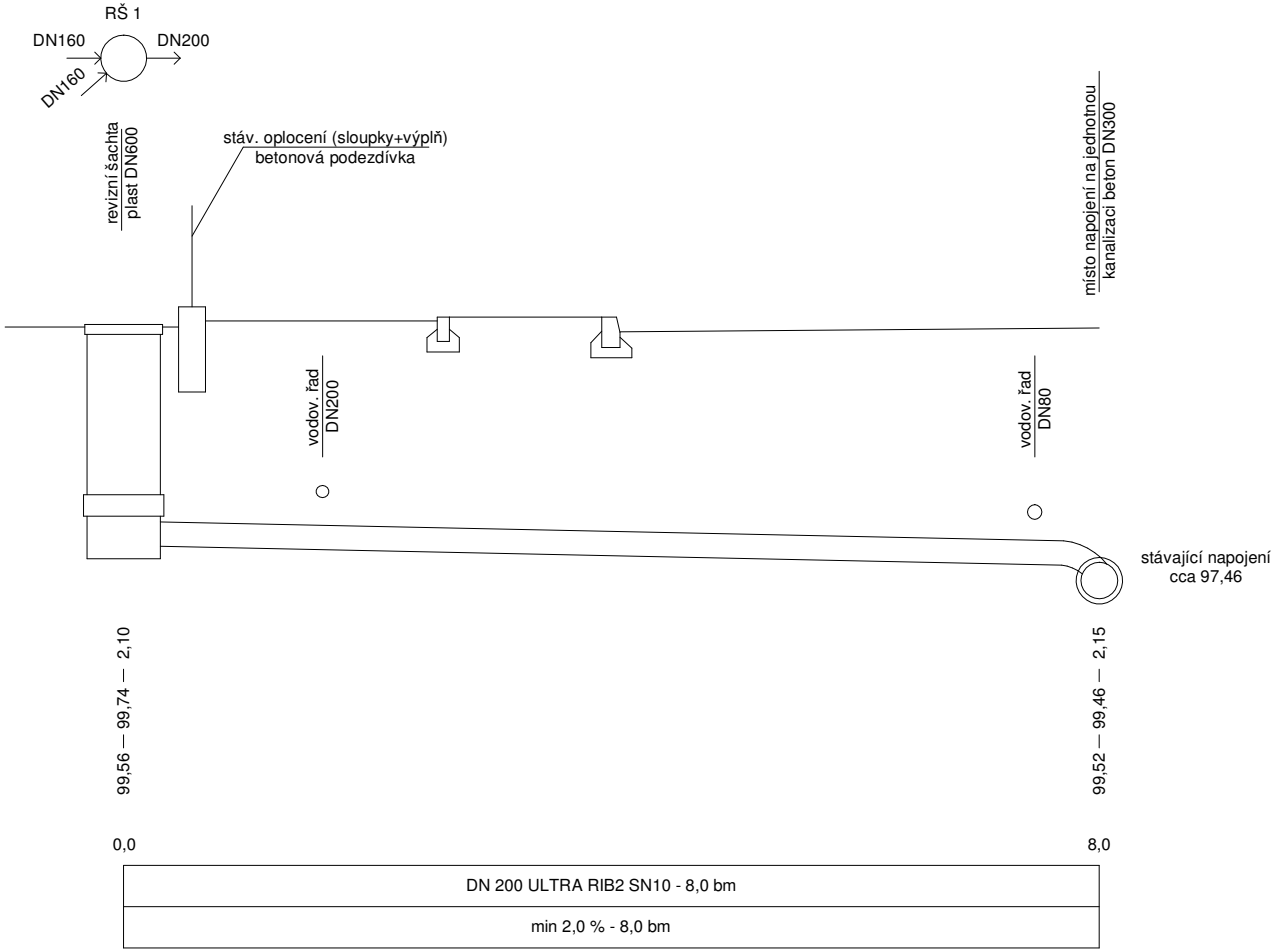 RŠ 1
DN160
DN200
DN160
revizní šachta
plast DN600
stáv. oplocení (sloupky+výplň)
betonová podezdívka
místo napojení na jednotnou
kanalizaci beton DN300
vodov. řad
DN200
vodov. řad
DN80
stávající napojení
cca 97,46
99,56 — 99,74 — 2,10
99,52 — 99,46 — 2,15
0,0
8,0
DN 200 ULTRA RIB2 SN10 - 8,0 bm
min 2,0 % - 8,0 bm